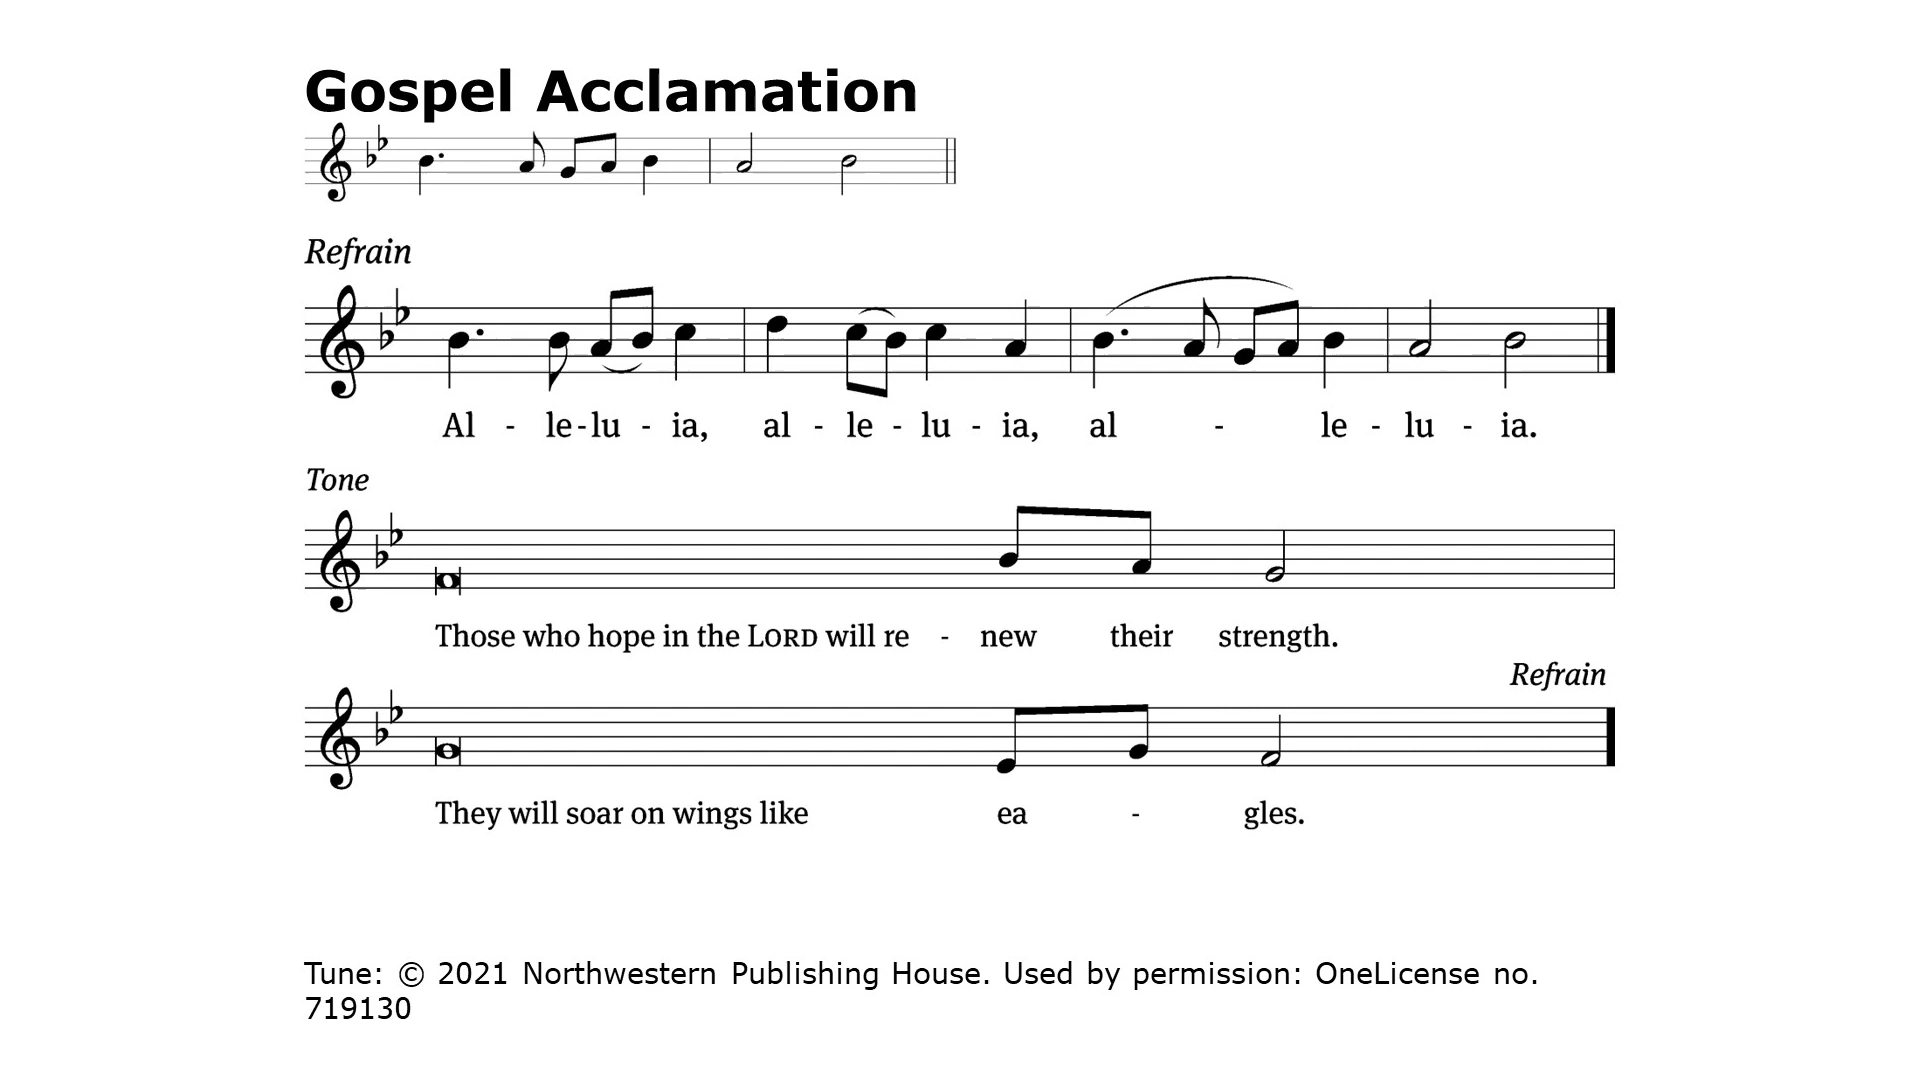 Gospel Acclamation
Refrain
Al - le - lu - ia, al - le - lu - ia, al - le - lu - ia.
Tone
Those who hope in the LORD will re - new their strength.
Refrain
They will soar on wings like ea - gles.
Tune: © 2021 Northwestern Publishing House. Used by permission: OneLicense no.
719130